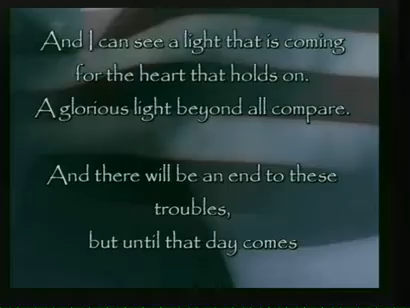 And I can see a light that is coming
for the heart that holds on.
A glorious light beyond all compare.
And there will be an end to these
troubles,
but until that day comes